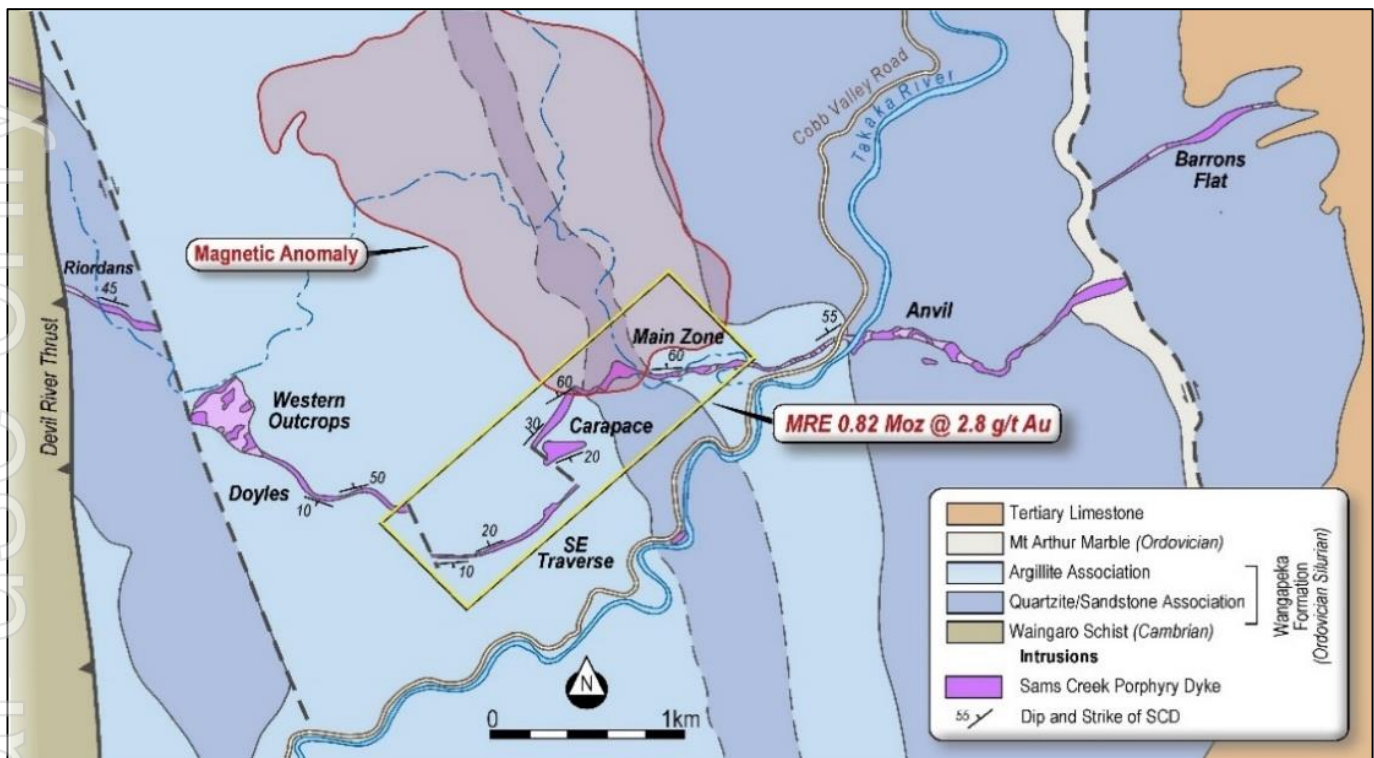 Cobb Valley Road
Takaka River
Barrons
Flat
Magnetic Anomaly
Riordans
45
Devil River Thrust
Main Zone
60
55
Anvil
Western
Outcrops
60
30
Carapace
20
MRE 0.82 Moz @ 2.8 g/t Au
Doyles
10
50
20
10
SE
Traverse
N
0
1km
Tertiary Limestone
Mt Arthur Marble (Ordovician)
Argillite Association
Quartzite/Sandstone Association
Waingaro Schist (Cambrian)
Wangapeka
Formation
(Ordovician Silurian)
Intrusions
Sams Creek Porphyry Dyke
55 Dip and Strike of SCD